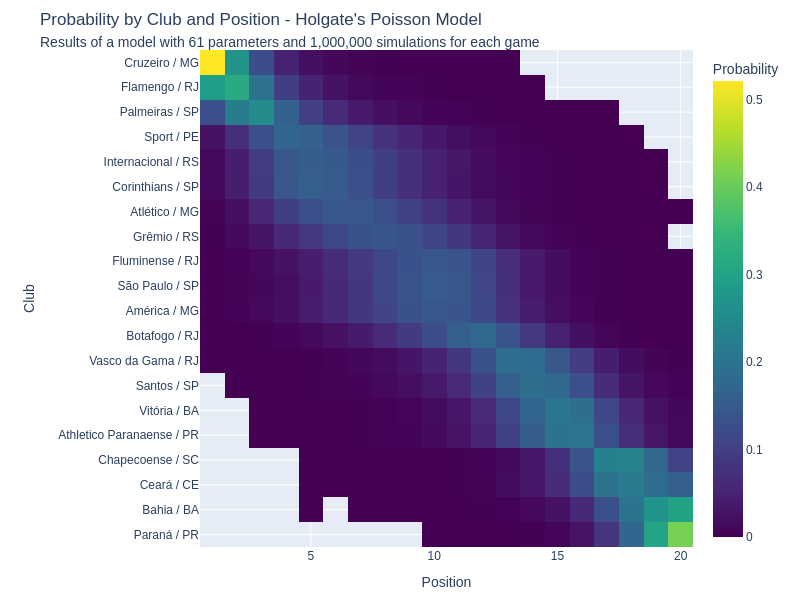 Probability by Club and Position - Holgate's Poisson Model
Results of a model with 61 parameters and 1,000,000 simulations for each game
Probability
Club
Cruzeiro / MG
Flamengo / RJ
Palmeiras / SP
Sport / PE
Internacional / RS
Corinthians / SP
Atlético / MG
Grêmio / RS
Fluminense / RJ
São Paulo / SP
América / MG
Botafogo / RJ
Vasco da Gama / RJ
Santos / SP
Vitória / BA
Athletico Paranaense / PR
Chapecoense / SC
Ceará / CE
Bahia / BA
Paraná / PR
0.5
0.4
0.3
0.2
0.1
0
5 10 15 20
Position